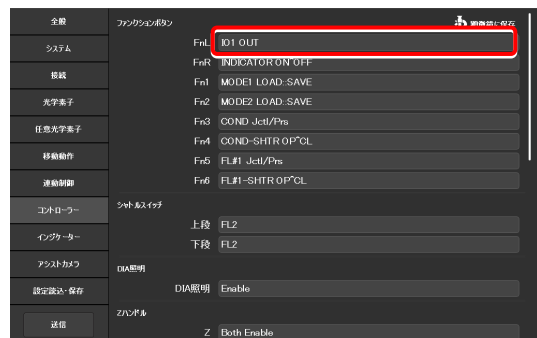 全般
システム
接続
光学素子
任意光学素子
移動動作
連動制御
コントローラー
インジケーター
アシストカメラ
設定読込・保存
送信
ファンクションボタン
顕微鏡に保存
FnL IO1 OUT
FnR INDICATOR ON^OFF
Fn1 MODE1 LOAD::SAVE
Fn2 MODE2 LOAD::SAVE
Fn3 COND Jctl/Prs
Fn4 COND-SHTR OP^CL
Fn5 FL#1 Jctl/Prs
Fn6 FL#1-SHTR OP^CL
シャトルスイッチ
上段 FL2
下段 FL2
DIA照明
DIA照明 Enable
Zハンドル
Z Both Enable